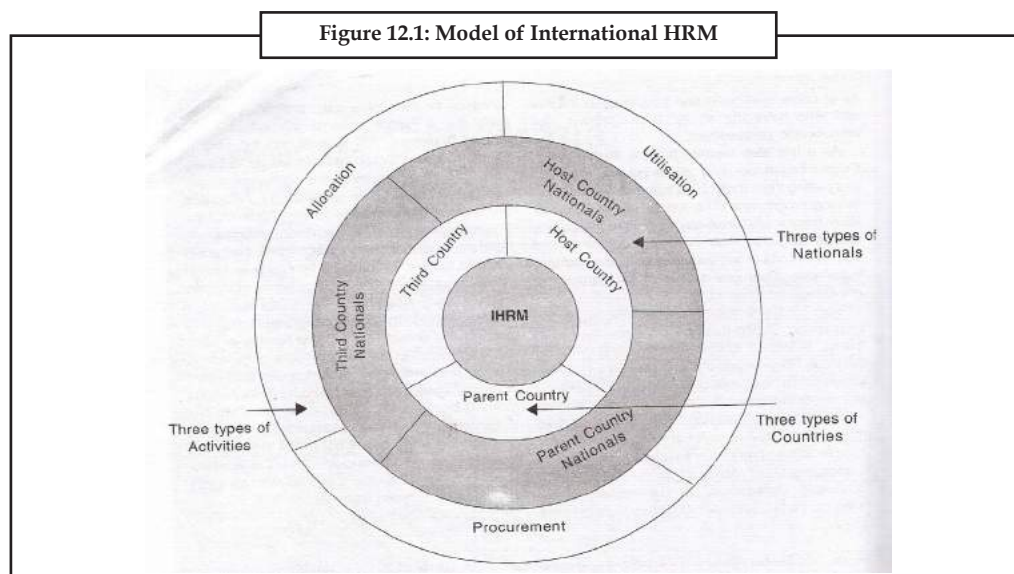 Figure 12.1: Model of International HRM
Allocation
Utilisation
Host Country
Nationals
Third Country
Host Country
Three types of
Nationals
Third Country
Nationals
IHRM
Parent Country
Three types of
Activities
Parent Country
Nationals
Three types of
Countries
Procurement